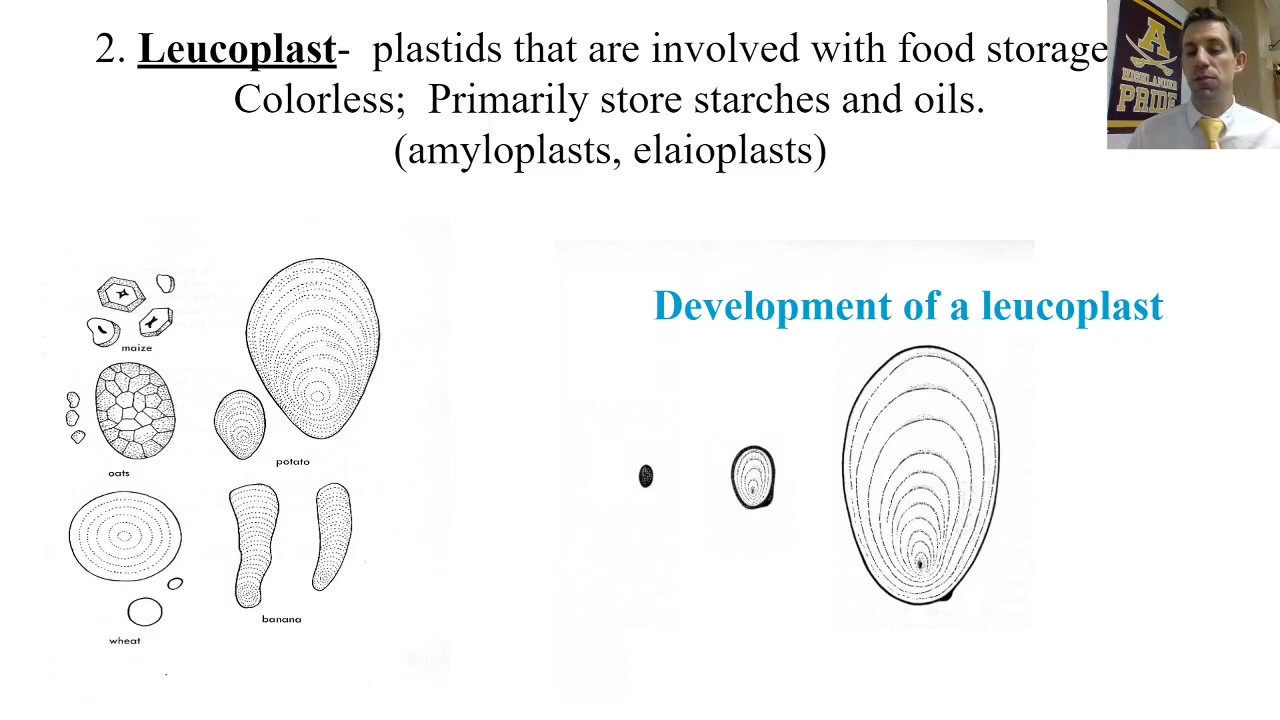 2. Leucoplast- plastids that are involved with food storage
Colorless; Primarily store starches and oils.
(amyloplasts, elaioplasts)
A
PRIDE
Development of a leucoplast
maize
oats
potato
wheat
banana